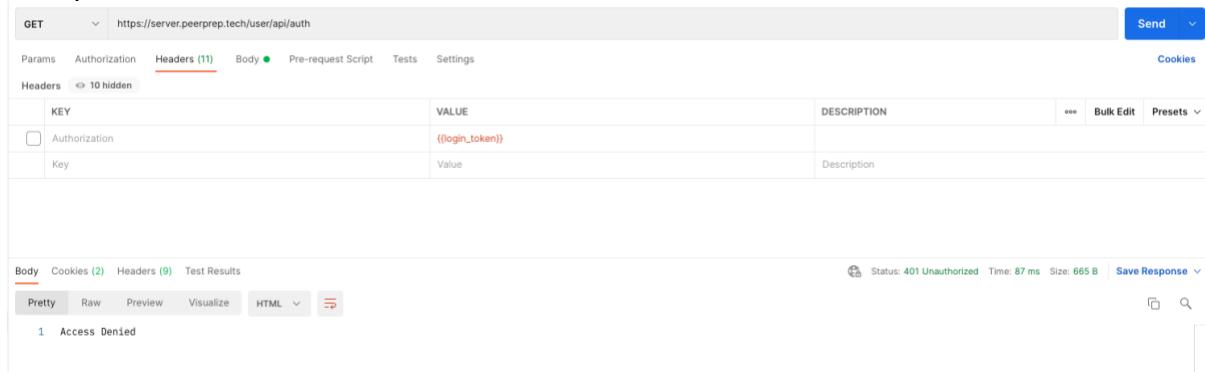 GET https://server.peerprep.tech/user/api/auth Send
Params Authorization Headers (11) Body Pre-request Script Tests Settings Cookies
Headers 10 hidden
KEY VALUE DESCRIPTION Bulk Edit Presets
Authorization {{login_token}}
Key Value Description
Body Cookies (2) Headers (9) Test Results Status: 401 Unauthorized Time: 87 ms Size: 665 B Save Response
Pretty Raw Preview Visualize HTML
1 Access Denied